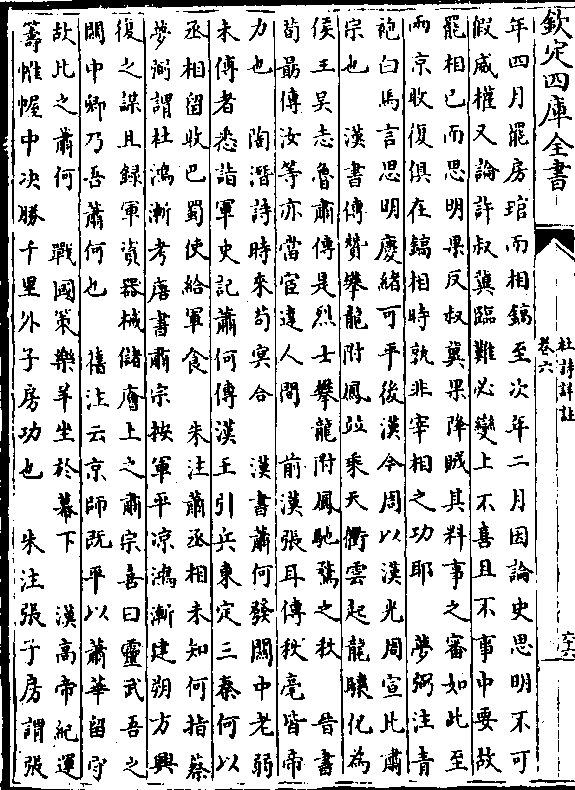 欽定四庫全書
杜詩詳註
卷六
年四月罷房琯而相鎬至次年二月因論史思明不可
假威權又論許叔冀臨難必變上不喜且不事中要故
罷相已而思明果反叔冀果降賊其料事之審如此至
兩京收復俱在鎬相時孰非宰相之功耶　夢弼注青
袍白馬言思明慶緒可平後漢今周以漢光周宣比肅
宗也　漢書傳贊攀龍附鳳竝乘天衢雲起龍驤化為
侯王吳志魯肅傳是烈士攀龍附鳳馳騖之秋　晉書
荀勗傳汝等亦當宦達人間　前漢張耳傳秋毫皆帝
力也　陶潛詩時來茍㝠合　漢書蕭何發關中老弱
未傅者悉詣軍史記蕭何傳漢王引兵東定三秦何以
丞相留收巴蜀使給軍食　朱注蕭丞相未知何指蔡
夢弼謂杜鴻漸考唐書肅宗按軍平涼鴻漸建朔方興
復之謀且録軍資器械儲廥上之肅宗喜曰靈武吾之
關中卿乃吾蕭何也　舊注云京師既平以蕭華留守
故比之蕭何　戰國策樂羊坐於幕下　漢高帝紀運
籌帷幄中决勝千里外子房功也　朱注張子房謂張